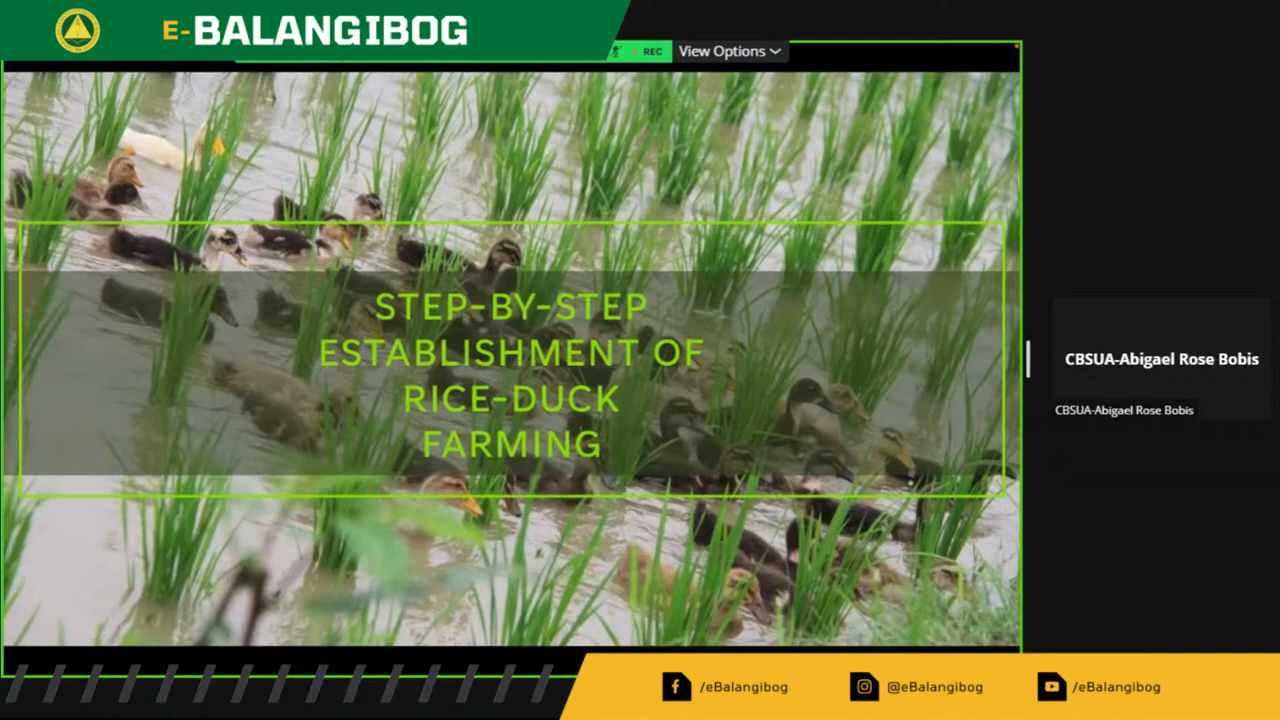 E-BALANGIBOG
REC
View Options
STEP-BY-STEP
ESTABLISHMENT OF
RICE-DUCK
FARMING
CBSUA-Abigael Rose Bobis
CBSUA-Abigael Rose Bobis
/eBalangibog
@eBalangibog
/eBalangibog